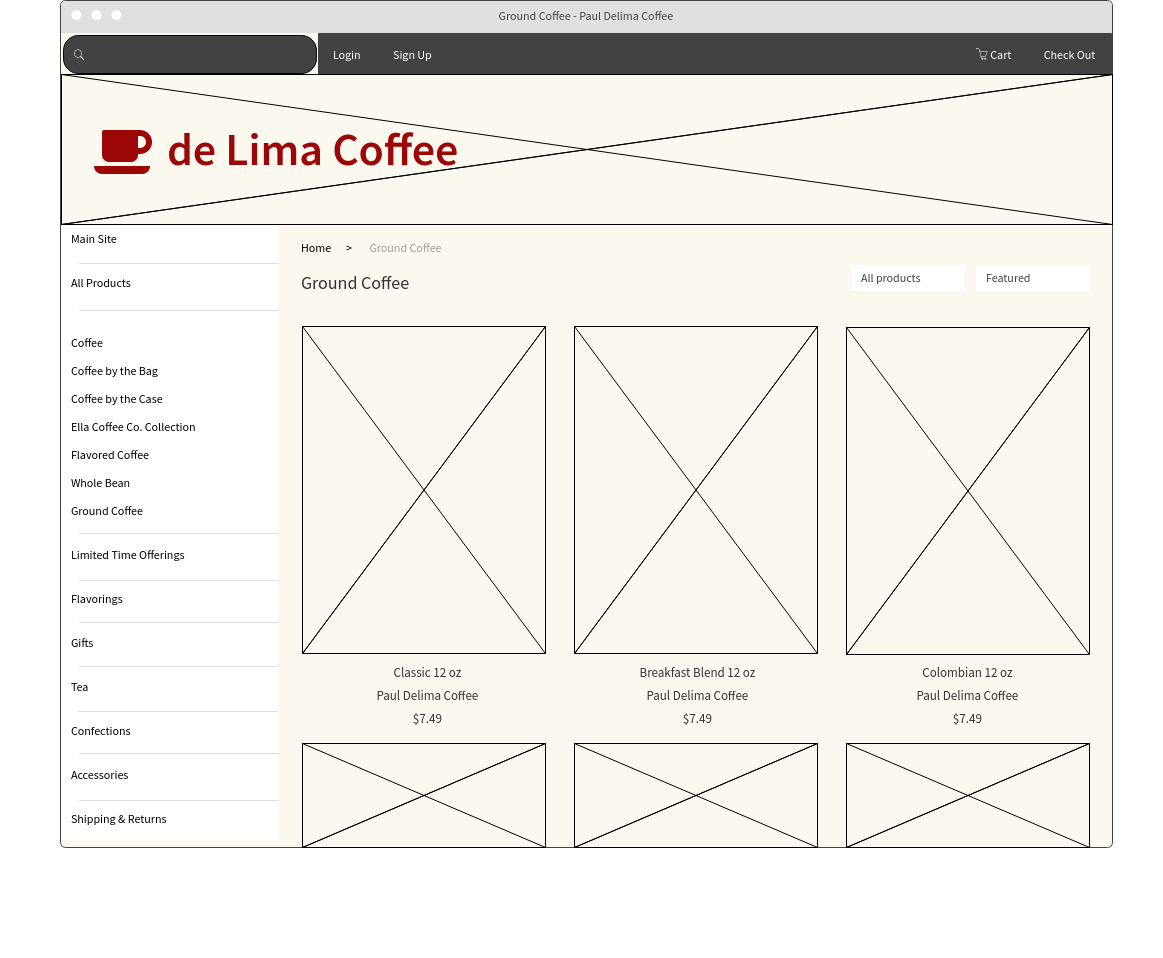 Ground Coffee - Paul Delima Coffee
Login
Sign Up
Cart
Check Out
de Lima Coffee
Main Site
All Products
Coffee
Coffee by the Bag
Coffee by the Case
Ella Coffee Co. Collection
Flavored Coffee
Whole Bean
Ground Coffee
Limited Time Offerings
Flavorings
Gifts
Tea
Confections
Accessories
Shipping & Returns
Home > Ground Coffee
Ground Coffee
All products
Featured
Classic 12 oz
Paul Delima Coffee
$7.49
Breakfast Blend 12 oz
Paul Delima Coffee
$7.49
Colombian 12 oz
Paul Delima Coffee
$7.49